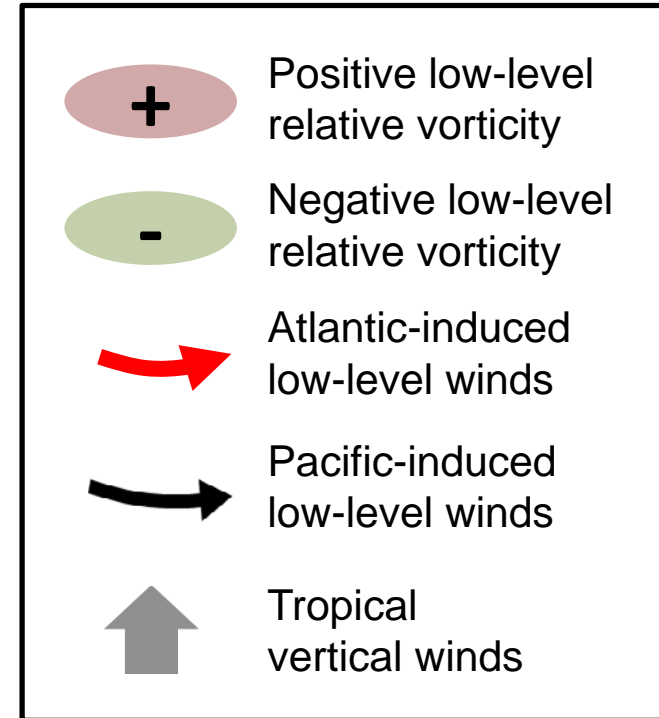 +
Positive low-level
relative vorticity
-
Negative low-level
relative vorticity
Atlantic-induced
low-level winds
Pacific-induced
low-level winds
Tropical
vertical winds